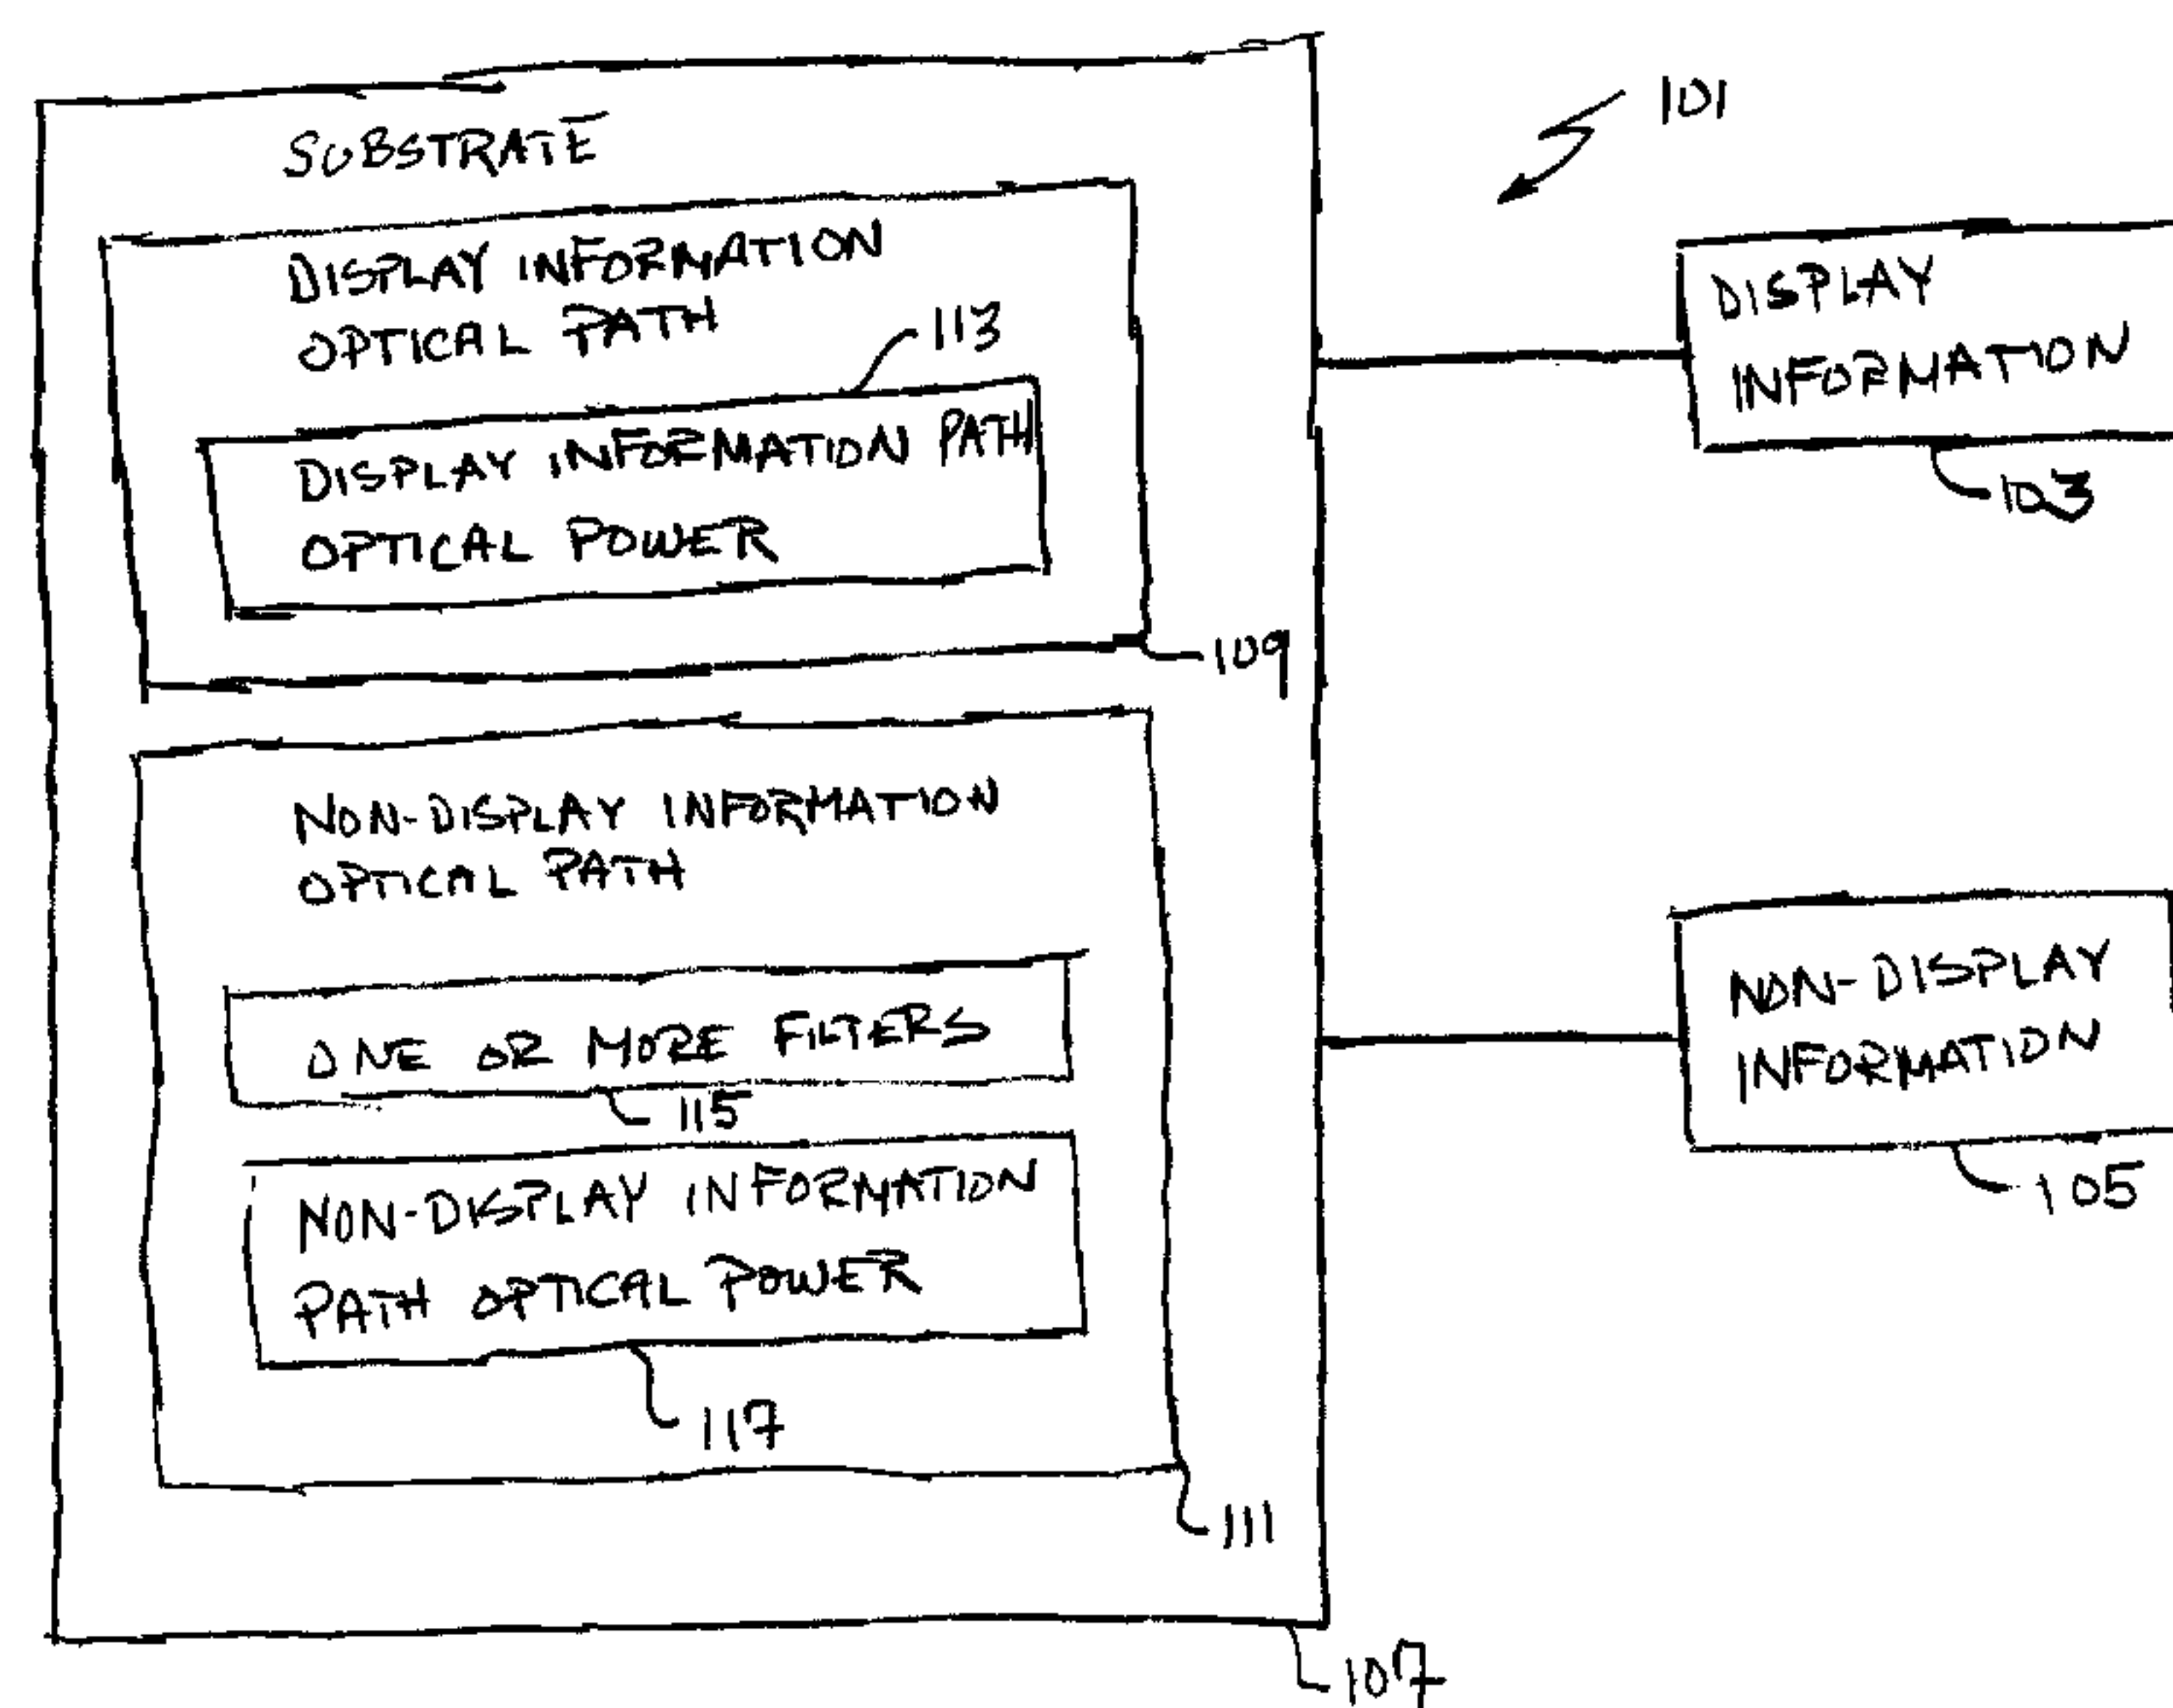 SUBSTRATE
DISPLAY INFORMATION
OPTICAL PATH
113
DISPLAY INFORMATION PATH
OPTICAL POWER
109
NON-DISPLAY INFORMATION
OPTICAL PATH
ONE OR MORE FILTERS
115
NON-DISPLAY INFORMATION
PATH OPTICAL POWER
117
111
107
101
DISPLAY
INFORMATION
103
NON-DISPLAY
INFORMATION
105